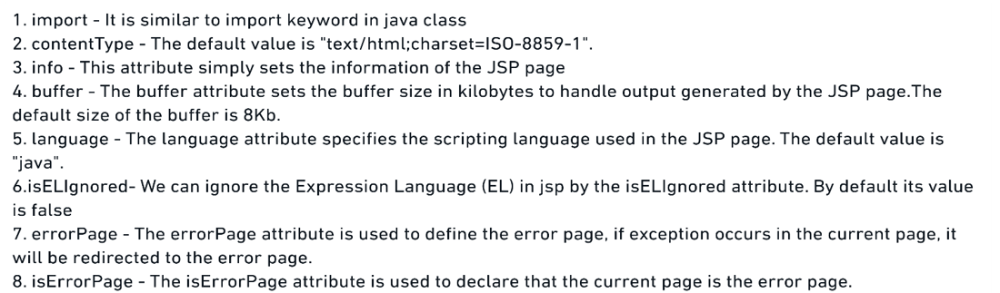 1. import - It is similar to import keyword in java class
2. contentType - The default value is "text/html;charset=ISO-8859-1".
3. info - This attribute simply sets the information of the JSP page
4. buffer - The buffer attribute sets the buffer size in kilobytes to handle output generated by the JSP page.The
default size of the buffer is 8Kb.
5. language - The language attribute specifies the scripting language used in the JSP page. The default value is
"java".
6.isELIgnored- We can ignore the Expression Language (EL) in jsp by the isELIgnored attribute. By default its value
is false
7. errorPage - The errorPage attribute is used to define the error page, if exception occurs in the current page, it
will be redirected to the error page.
8. isErrorPage - The isErrorPage attribute is used to declare that the current page is the error page.